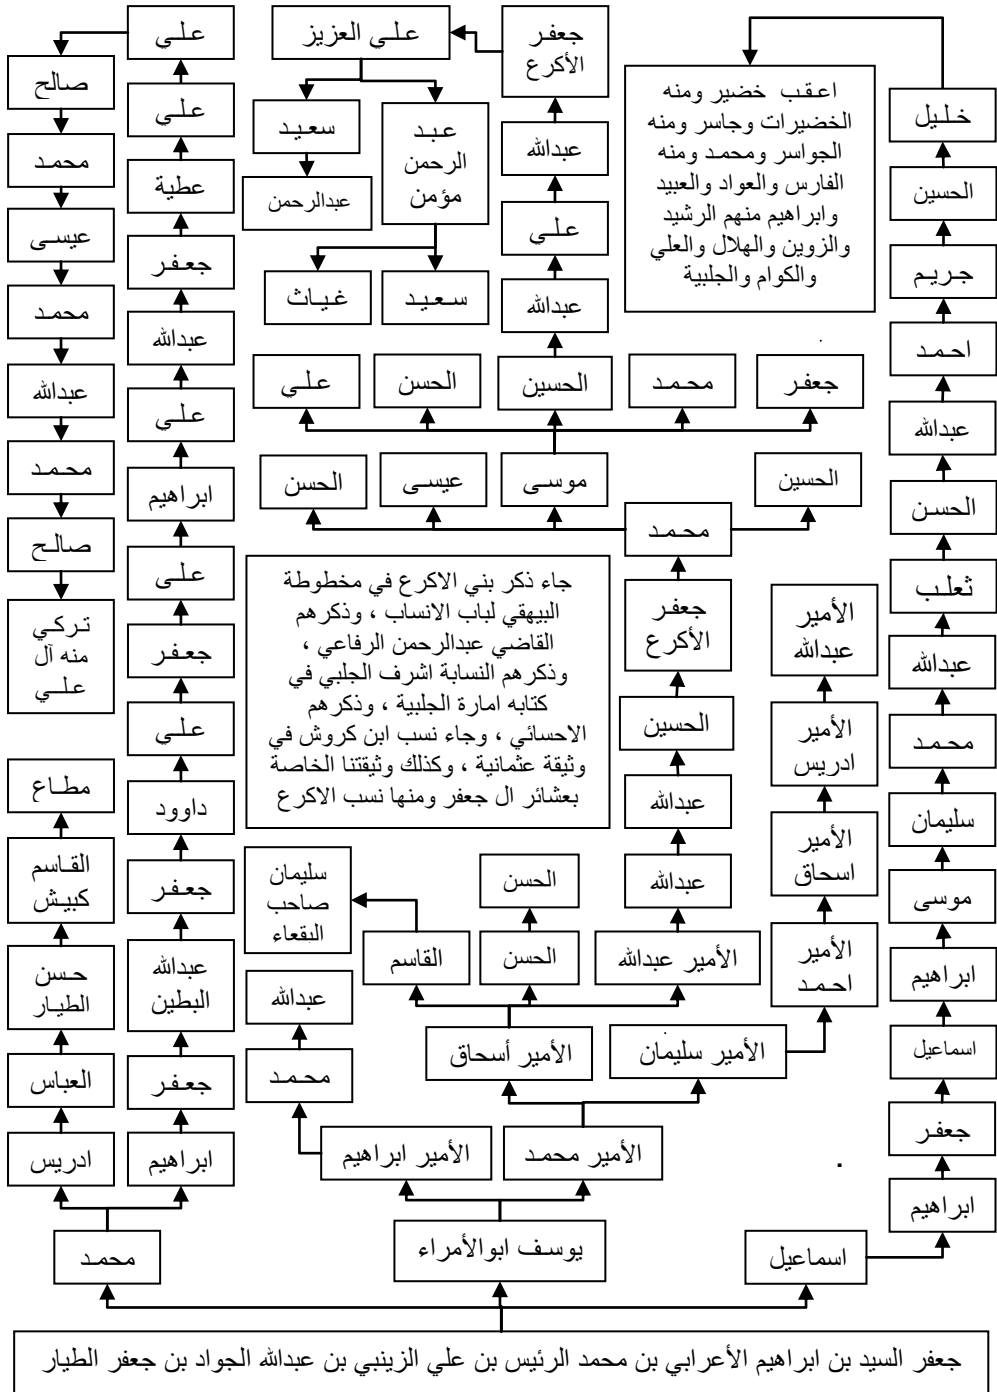 علي
صالح
محمد
عيسى
محمد
عبدالله
محمد
صالح
تركي
منه آل
علي
علي
عطية
جعفر
عبدالله
علي
ابراهيم
علي
جعفر
علي
داوود
جعفر
عبدالله
البطين
جعفر
ابراهيم
مطاع
القاسم
كبيش
حسن
الطيار
العباس
ادريس
محمد
علي العزيز
جعفر
الأكرع
سعيد
عبدالرحمن
عبد
الرحمن
مؤمن
غياث
سعيد
عبدالله
علي
عبدالله
الحسين
علي
الحسن
محمد
جعفر
الحسن
عيسى
موسى
الحسين
محمد
جعفر
الأكرع
الحسين
عبدالله
عبدالله
الأمير عبدالله
اعقب خضير ومنه
الخضيرات وجاسر ومنه
الجواسر ومحمد ومنه
الفارس والعواد والعبيد
وابراهيم منهم الرشيد
والزوين والهلال والعلي
والكوام والجلبية
جاء ذكر بني الاكرع في مخطوطة
البيهقي لباب الانساب ، وذكرهم
القاضي عبدالرحمن الرفاعي ،
وذكرهم النسابة اشرف الجلبي في
كتابه امارة الجلبية ، وذكرهم
الاحسائي ، وجاء نسب ابن كروش في
وثيقة عثمانية ، وكذلك وثيقتنا الخاصة
بعشائر ال جعفر ومنها نسب الاكرع
سليمان
صاحب
البقعاء
القاسم
الحسن
الحسن
عبدالله
محمد
الأمير أسحاق
الأمير سليمان
الأمير
عبدالله
الأمير
ادريس
الأمير
اسحاق
الأمير
احمد
الأمير ابراهيم
الأمير محمد
يوسف ابوالأمراء
خليل
الحسين
جريم
احمد
عبدالله
الحسن
ثعلب
عبدالله
محمد
سليمان
موسى
ابراهيم
اسماعيل
جعفر
ابراهيم
اسماعيل
جعفر السيد بن ابراهيم الأعرابي بن محمد الرئيس بن علي الزينبي بن عبدالله الجواد بن جعفر الطيار